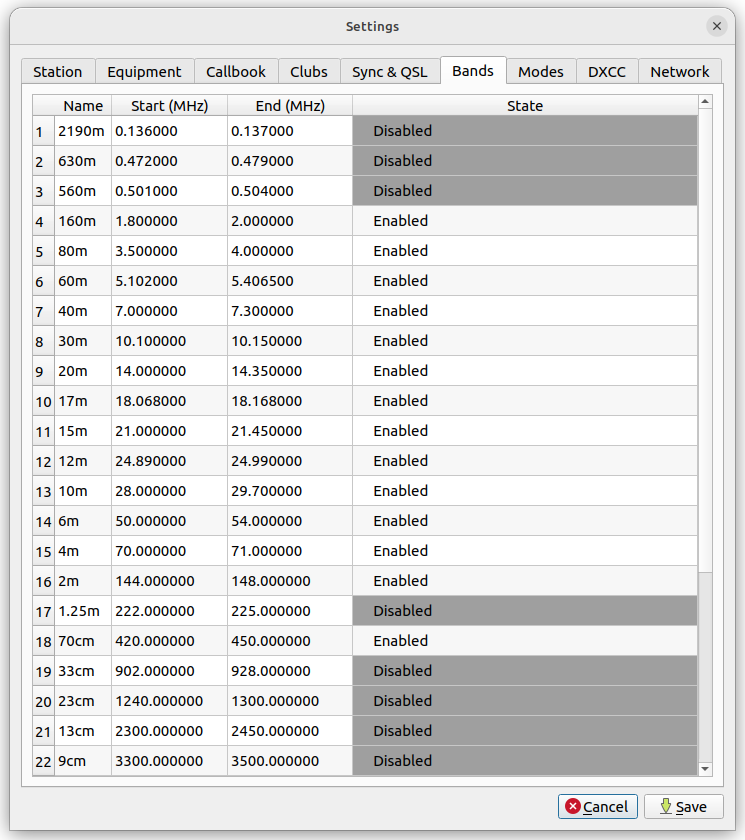 Settings
Station Equipment Callbook Clubs Sync & QSL Bands Modes DXCC Network
Name Start (MHz) End (MHz) State
1 2190m 0.136000 0.137000 Disabled
2 630m 0.472000 0.479000 Disabled
3 560m 0.501000 0.504000 Disabled
4 160m 1.800000 2.000000 Enabled
5 80m 3.500000 4.000000 Enabled
6 60m 5.102000 5.406500 Enabled
7 40m 7.000000 7.300000 Enabled
8 30m 10.100000 10.150000 Enabled
9 20m 14.000000 14.350000 Enabled
10 17m 18.068000 18.168000 Enabled
11 15m 21.000000 21.450000 Enabled
12 12m 24.890000 24.990000 Enabled
13 10m 28.000000 29.700000 Enabled
14 6m 50.000000 54.000000 Enabled
15 4m 70.000000 71.000000 Enabled
16 2m 144.000000 148.000000 Enabled
17 1.25m 222.000000 225.000000 Disabled
18 70cm 420.000000 450.000000 Enabled
19 33cm 902.000000 928.000000 Disabled
20 23cm 1240.000000 1300.000000 Disabled
21 13cm 2300.000000 2450.000000 Disabled
22 9cm 3300.000000 3500.000000 Disabled
Cancel Save